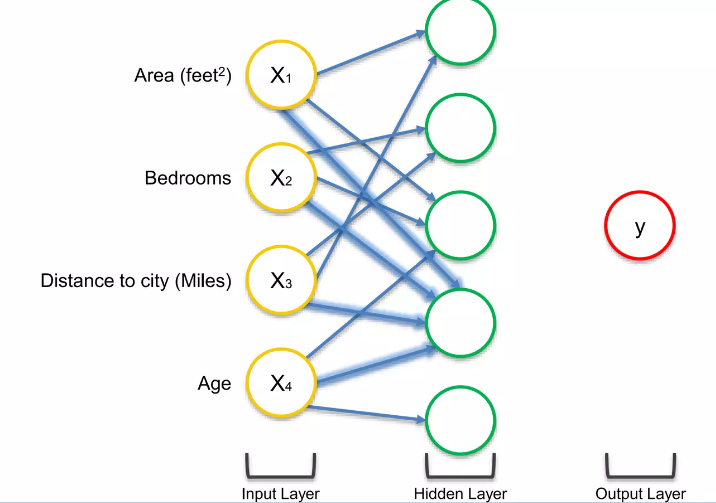 Area (feet²) X₁
Bedrooms X₂
Distance to city (Miles) X₃
Age X₄
y
Input Layer Hidden Layer Output Layer